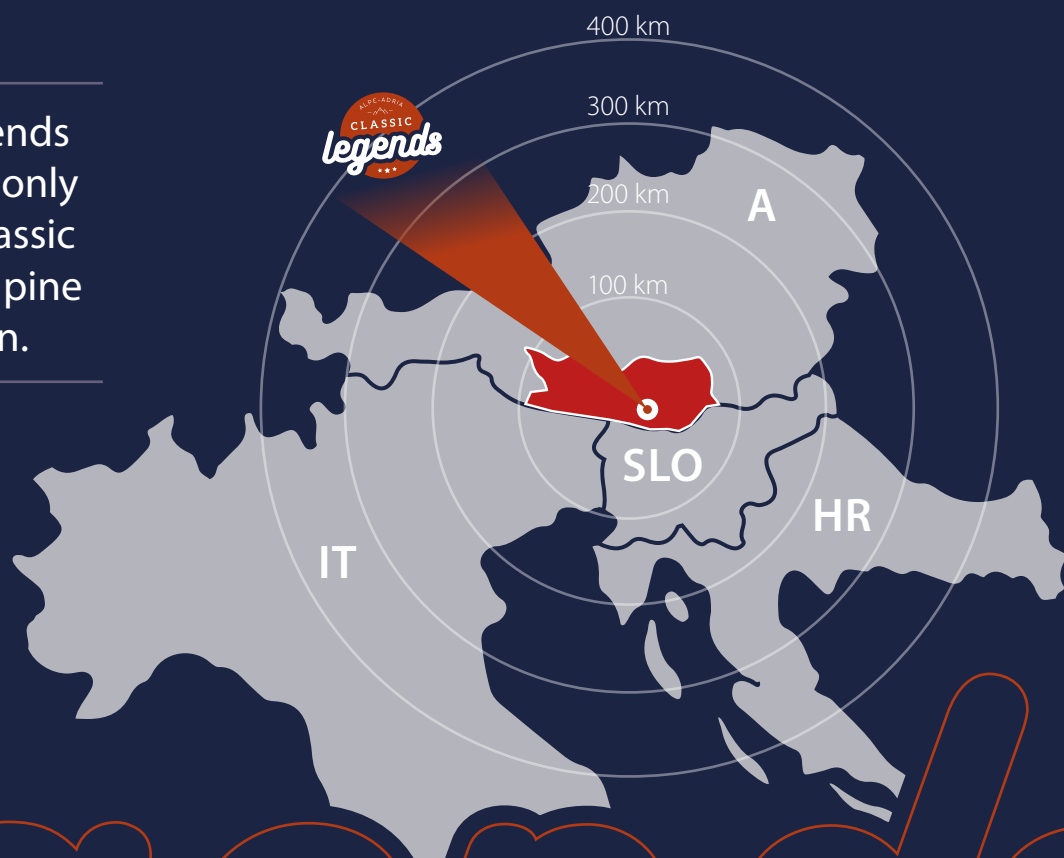 ends
only
assic
pine
n.
ALPE-ADRIA
CLASSIC
legends
400 km
300 km
200 km
100 km
A
SLO
HR
IT